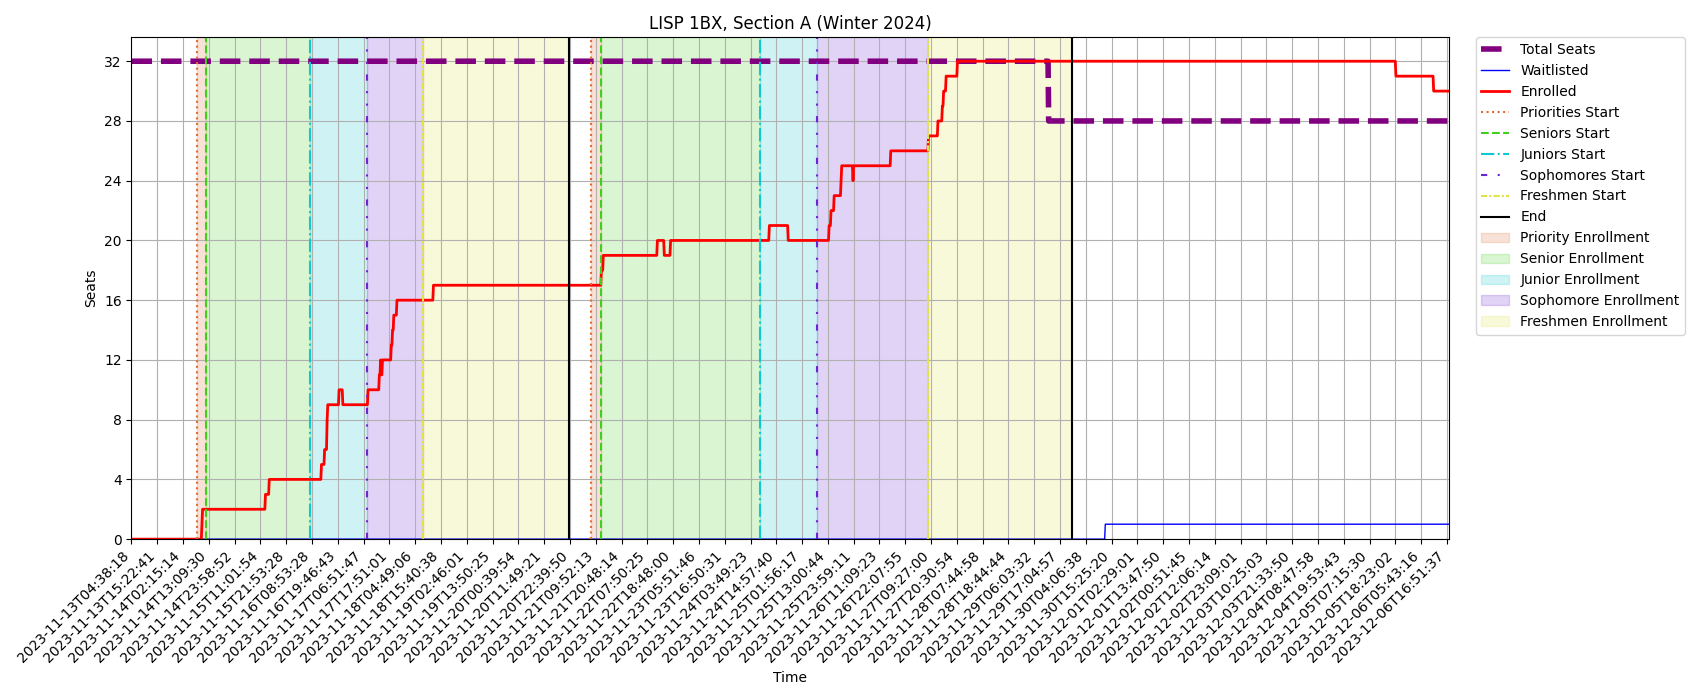 LISP 1BX, Section A (Winter 2024)
Seats
32
28
24
20
16
12
8
4
0
2023-11-13T04:38:18
2023-11-13T15:22:41
2023-11-14T02:15:14
2023-11-14T13:09:30
2023-11-14T23:58:52
2023-11-15T11:01:54
2023-11-15T21:53:28
2023-11-16T08:53:28
2023-11-16T19:46:43
2023-11-17T06:51:47
2023-11-17T17:51:01
2023-11-18T04:49:06
2023-11-18T15:40:38
2023-11-19T02:46:01
2023-11-19T13:50:25
2023-11-20T00:39:54
2023-11-20T11:49:21
2023-11-20T22:39:50
2023-11-21T09:52:13
2023-11-21T20:48:14
2023-11-22T07:50:25
2023-11-22T18:48:00
2023-11-23T05:51:46
2023-11-23T16:50:31
2023-11-24T03:49:23
2023-11-24T14:57:40
2023-11-25T01:56:17
2023-11-25T13:00:44
2023-11-25T23:59:11
2023-11-26T11:09:23
2023-11-26T22:07:55
2023-11-27T09:27:00
2023-11-27T20:30:54
2023-11-28T07:44:58
2023-11-28T18:44:44
2023-11-29T06:03:32
2023-11-29T17:04:57
2023-11-30T04:06:38
2023-11-30T15:25:20
2023-12-01T02:29:01
2023-12-01T13:47:50
2023-12-02T00:51:45
2023-12-02T12:06:14
2023-12-02T23:09:01
2023-12-03T10:25:03
2023-12-03T21:33:50
2023-12-04T08:47:58
2023-12-04T19:53:43
2023-12-05T07:15:30
2023-12-05T18:23:02
2023-12-06T05:43:16
2023-12-06T16:51:37
Time
Total Seats
Waitlisted
Enrolled
Priorities Start
Seniors Start
Juniors Start
Sophomores Start
Freshmen Start
End
Priority Enrollment
Senior Enrollment
Junior Enrollment
Sophomore Enrollment
Freshmen Enrollment